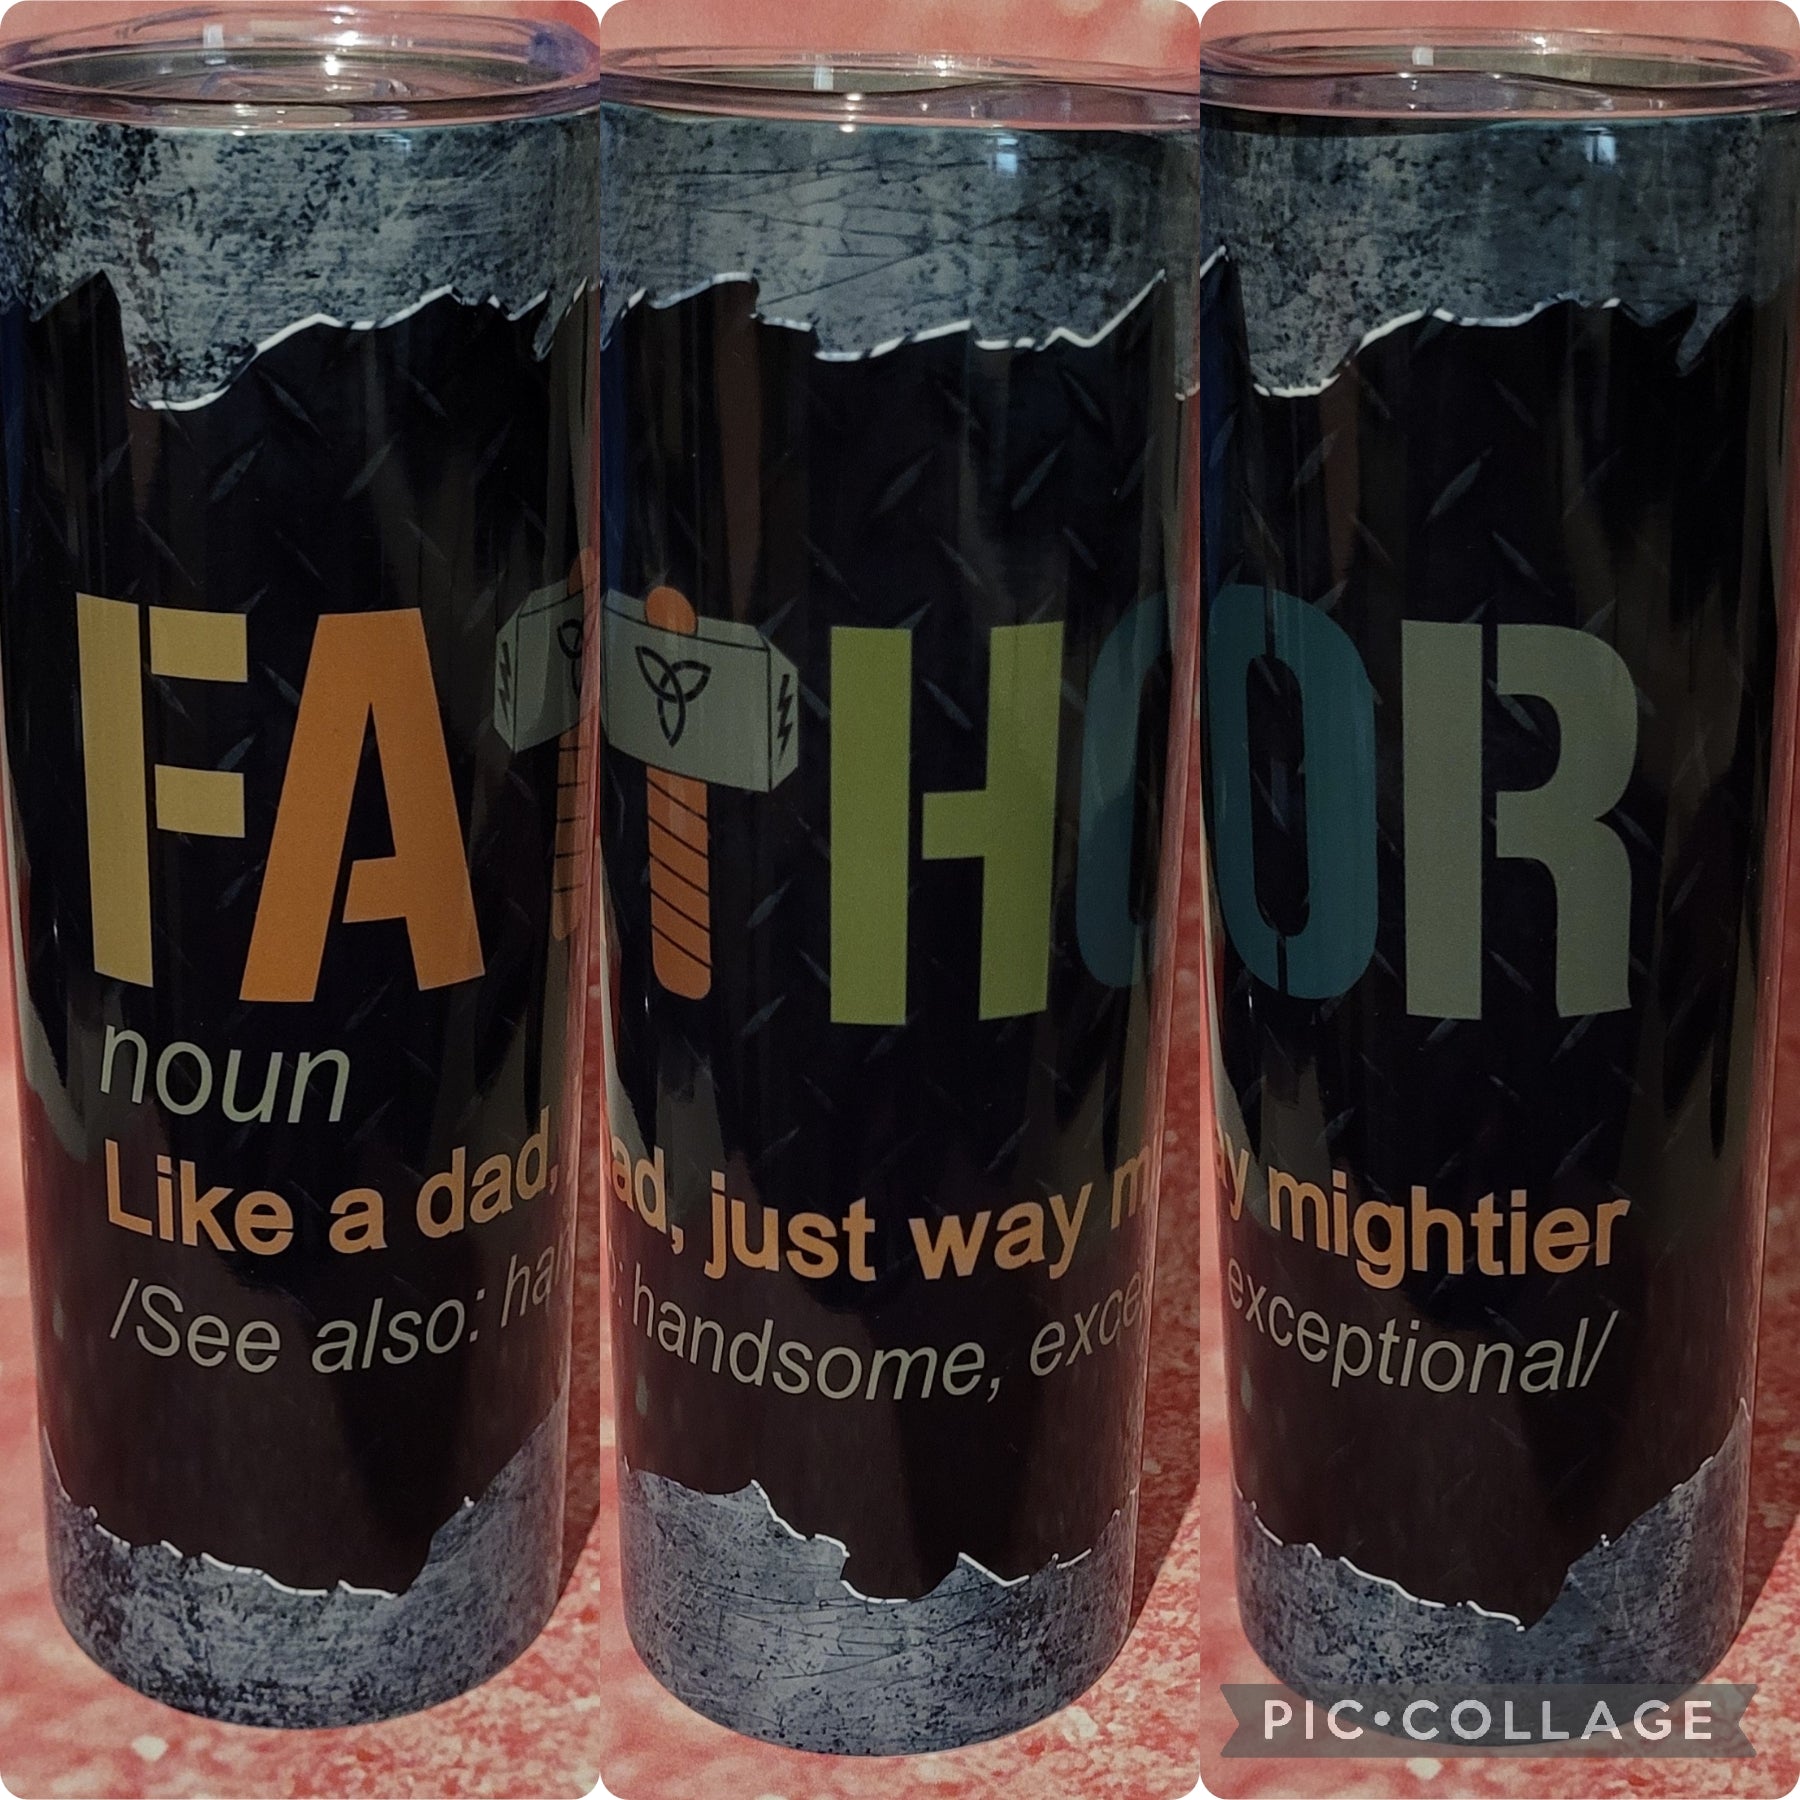 FATHOR
noun
Like a dad, just way mightier
/See also: handsome, exceptional/
PIC•COLLAGE